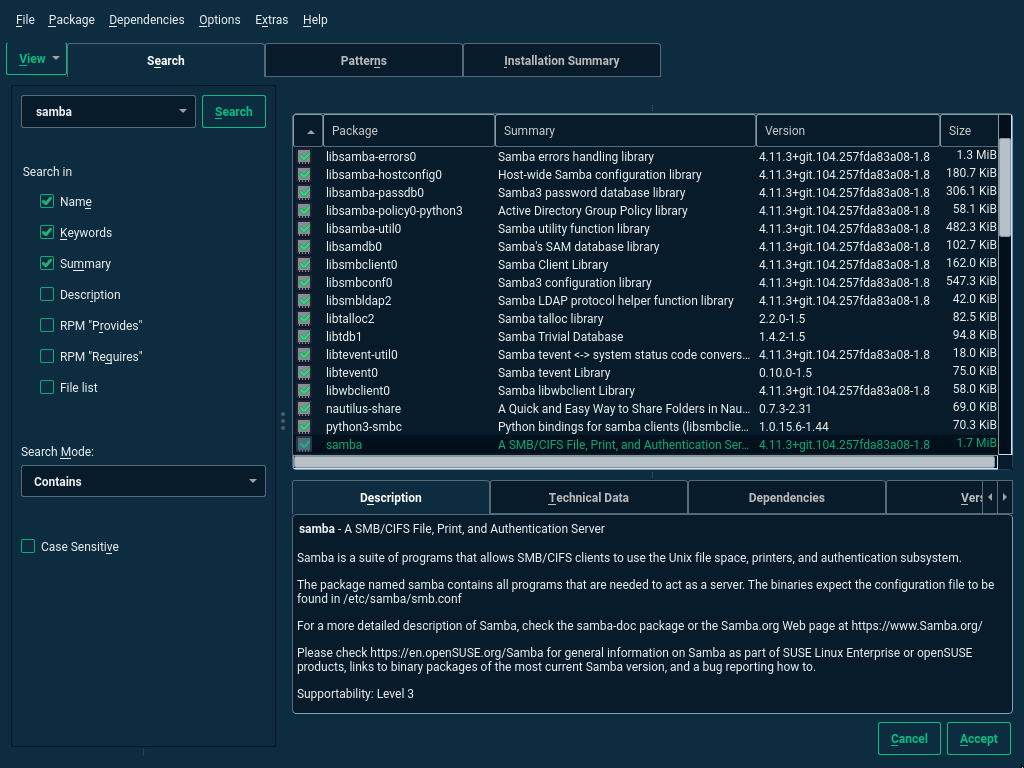 File Package Dependencies Options Extras Help
View Search Patterns Installation Summary
samba Search
Search in
Name
Keywords
Summary
Description
RPM "Provides"
RPM "Requires"
File list
Search Mode:
Contains
Case Sensitive
Package Summary Version Size
libsamba-errors0 Samba errors handling library 4.11.3+git.104.257fda83a08-1.8 1.3 MiB
libsamba-hostconfig0 Host-wide Samba configuration library 4.11.3+git.104.257fda83a08-1.8 180.7 KiB
libsamba-passdb0 Samba3 password database library 4.11.3+git.104.257fda83a08-1.8 306.1 KiB
libsamba-policy0-python3 Active Directory Group Policy library 4.11.3+git.104.257fda83a08-1.8 58.1 KiB
libsamba-util0 Samba utility function library 4.11.3+git.104.257fda83a08-1.8 482.3 KiB
libsamdb0 Samba's SAM database library 4.11.3+git.104.257fda83a08-1.8 102.7 KiB
libsmbclient0 Samba Client Library 4.11.3+git.104.257fda83a08-1.8 162.0 KiB
libsmbconf0 Samba3 configuration library 4.11.3+git.104.257fda83a08-1.8 547.3 KiB
libsmbldap2 Samba LDAP protocol helper function library 4.11.3+git.104.257fda83a08-1.8 42.0 KiB
libtalloc2 Samba talloc library 2.2.0-1.5 82.5 KiB
libtdb1 Samba Trivial Database 1.4.2-1.5 94.8 KiB
libtevent-util0 Samba tevent <-> system status code convers... 4.11.3+git.104.257fda83a08-1.8 18.0 KiB
libtevent0 Samba tevent Library 0.10.0-1.5 75.0 KiB
libwbclient0 Samba libwbclient Library 4.11.3+git.104.257fda83a08-1.8 58.0 KiB
nautilus-share A Quick and Easy Way to Share Folders in Nau... 0.7.3-2.31 69.0 KiB
python3-smbc Python bindings for samba clients (libsmbclie... 1.0.15.6-1.44 70.3 KiB
samba A SMB/CIFS File, Print, and Authentication Ser... 4.11.3+git.104.257fda83a08-1.8 1.7 MiB
Description Technical Data Dependencies Vers
samba - A SMB/CIFS File, Print, and Authentication Server
Samba is a suite of programs that allows SMB/CIFS clients to use the Unix file space, printers, and authentication subsystem.
The package named samba contains all programs that are needed to act as a server. The binaries expect the configuration file to be
found in /etc/samba/smb.conf
For a more detailed description of Samba, check the samba-doc package or the Samba.org Web page at https://www.Samba.org/
Please check https://en.openSUSE.org/Samba for general information on Samba as part of SUSE Linux Enterprise or openSUSE
products, links to binary packages of the most current Samba version, and a bug reporting how to.
Supportability: Level 3
Cancel Accept